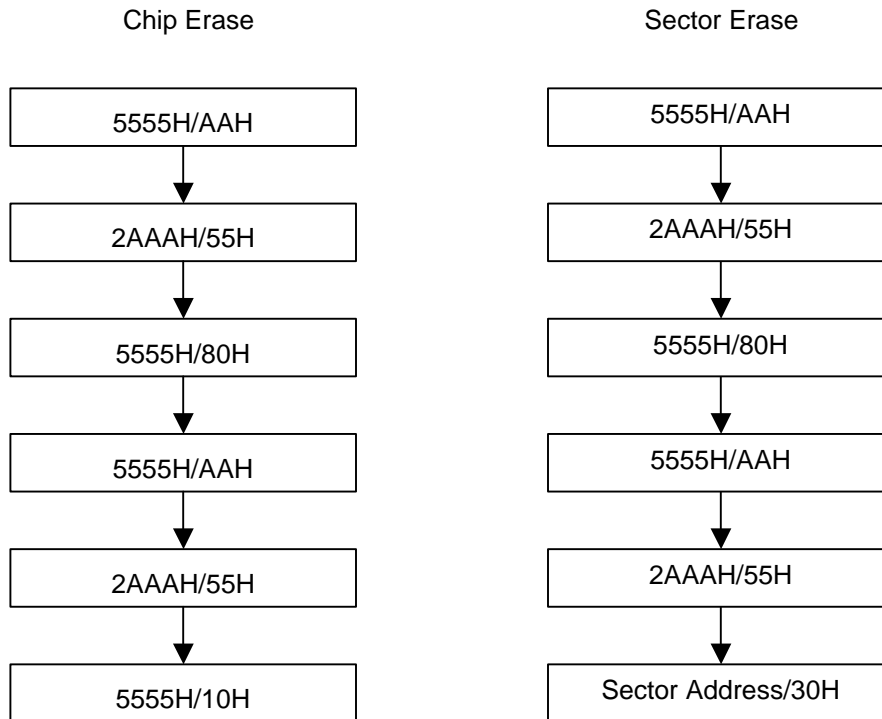 Chip Erase
5555H/AAH
2AAAH/55H
5555H/80H
5555H/AAH
2AAAH/55H
5555H/10H
Sector Erase
5555H/AAH
2AAAH/55H
5555H/80H
5555H/AAH
2AAAH/55H
Sector Address/30H